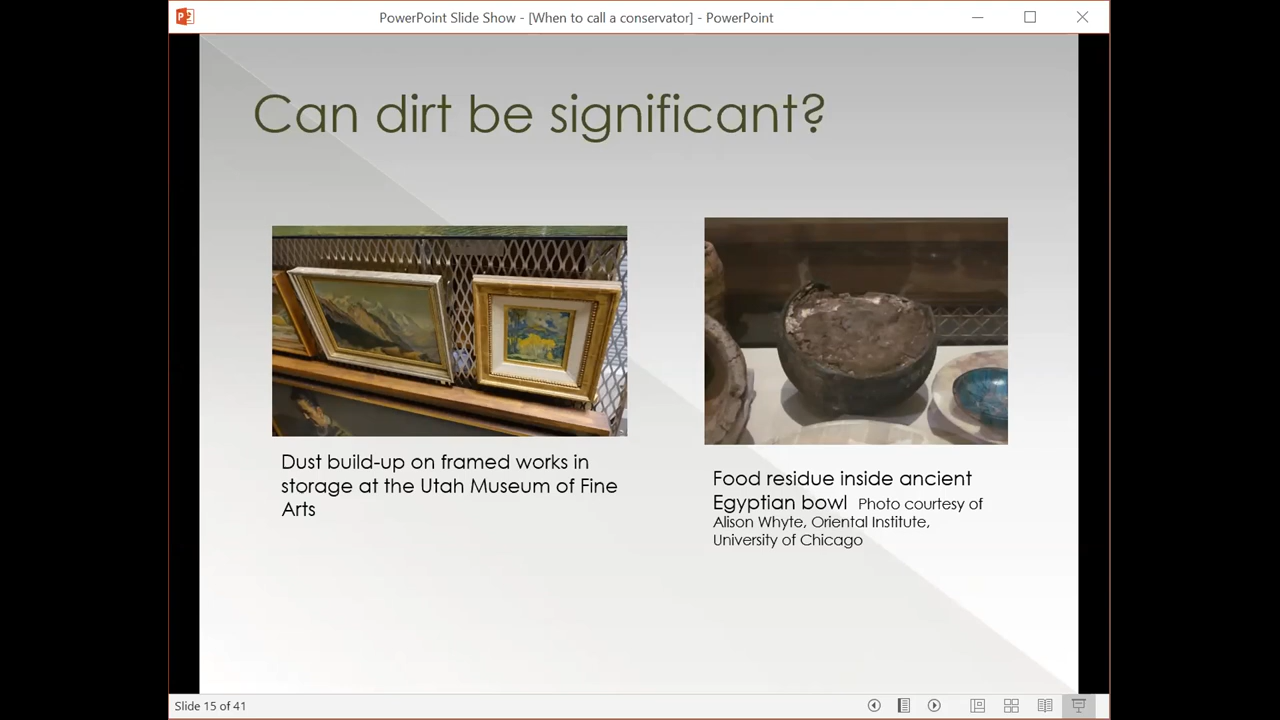 PowerPoint Slide Show - [When to call a conservator] - PowerPoint
Can dirt be significant?
Dust build-up on framed works in
storage at the Utah Museum of Fine
Arts
Food residue inside ancient
Egyptian bowl Photo courtesy of
Alison Whyte, Oriental Institute,
University of Chicago
Slide 15 of 41